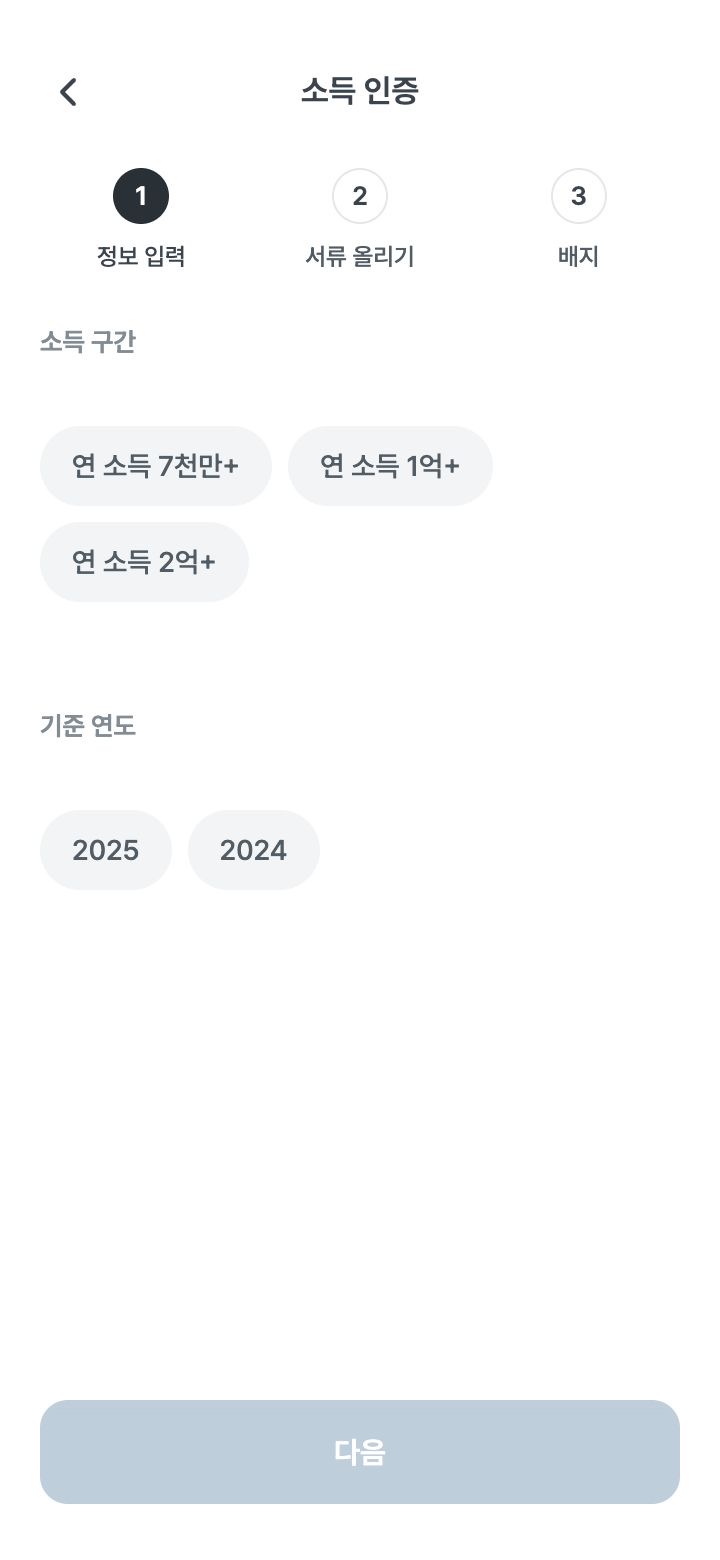 소득 인증
1 2 3
정보 입력 서류 올리기 배지
소득 구간
연 소득 7천만+ 연 소득 1억+
연 소득 2억+
기준 연도
2025 2024
다음